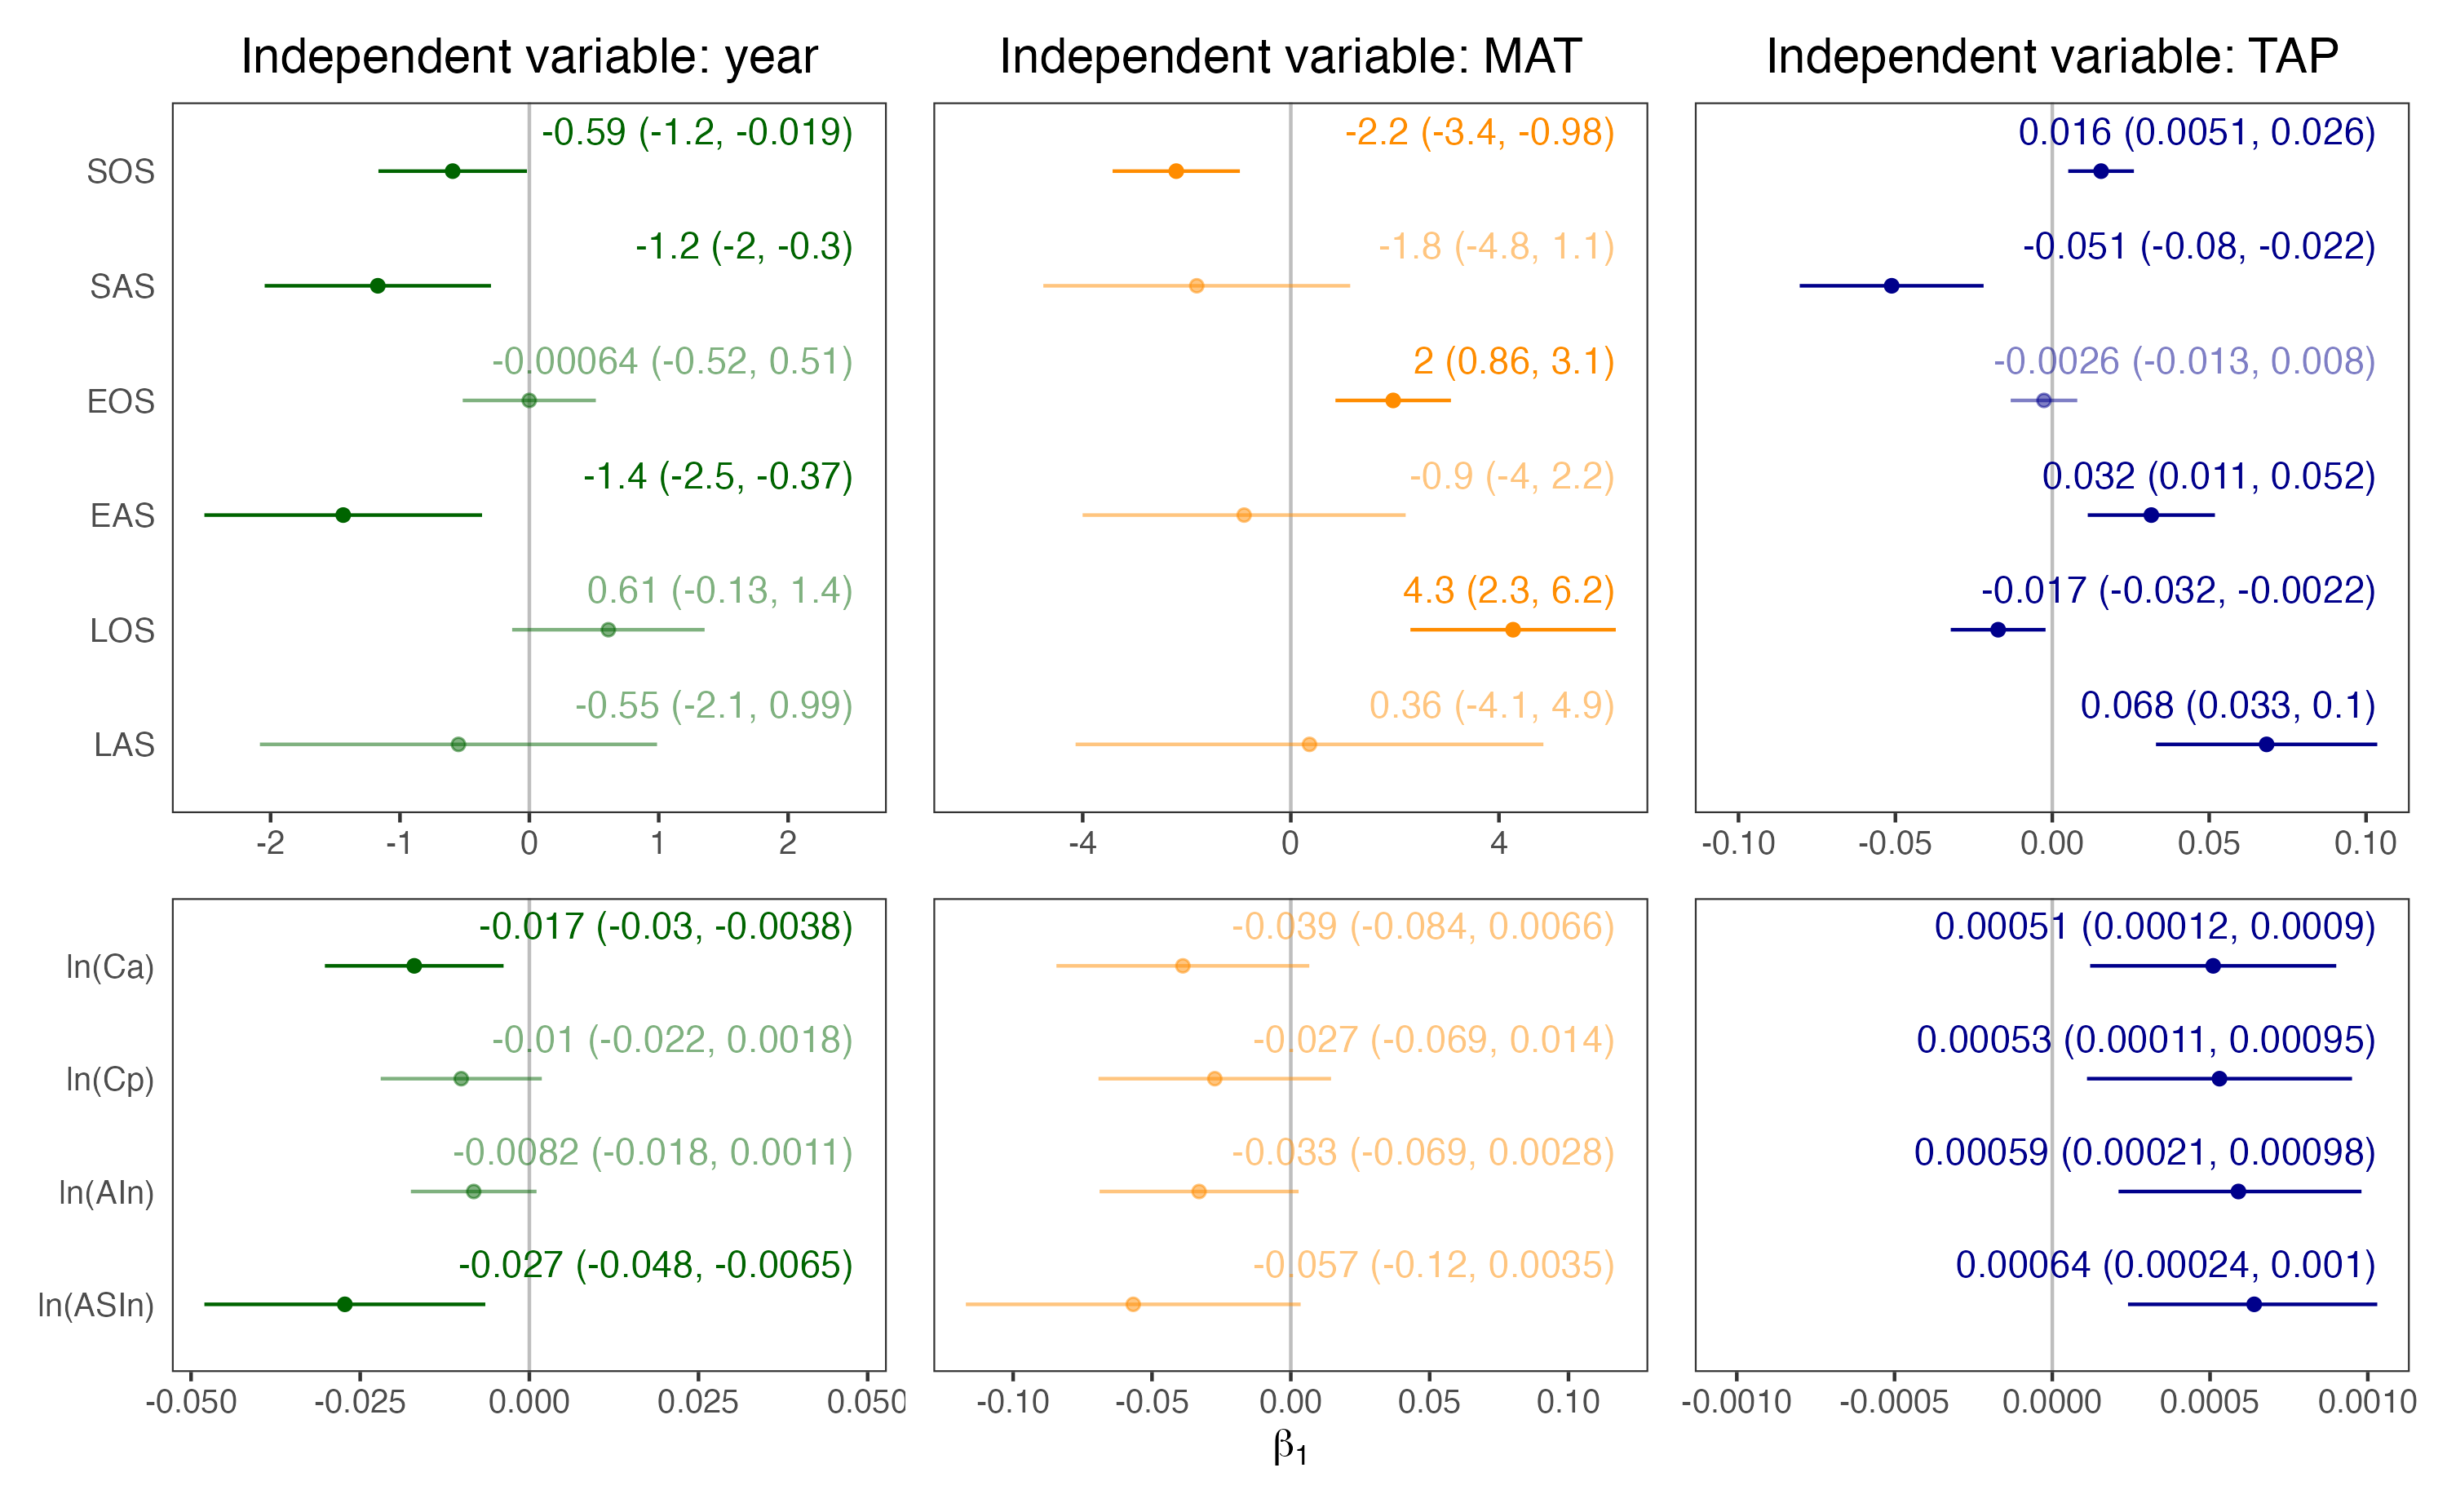 Independent variable: year
Independent variable: MAT
Independent variable: TAP
SOS
-0.59 (-1.2, -0.019)
-2.2 (-3.4, -0.98)
0.016 (0.0051, 0.026)
SAS
-1.2 (-2, -0.3)
-1.8 (-4.8, 1.1)
-0.051 (-0.08, -0.022)
EOS
-0.00064 (-0.52, 0.51)
2 (0.86, 3.1)
-0.0026 (-0.013, 0.008)
EAS
-1.4 (-2.5, -0.37)
-0.9 (-4, 2.2)
0.032 (0.011, 0.052)
LOS
0.61 (-0.13, 1.4)
4.3 (2.3, 6.2)
-0.017 (-0.032, -0.0022)
LAS
-0.55 (-2.1, 0.99)
0.36 (-4.1, 4.9)
0.068 (0.033, 0.1)
-2 -1 0 1 2
-4 0 4
-0.10 -0.05 0.00 0.05 0.10
ln(Ca)
-0.017 (-0.03, -0.0038)
-0.039 (-0.084, 0.0066)
0.00051 (0.00012, 0.0009)
ln(Cp)
-0.01 (-0.022, 0.0018)
-0.027 (-0.069, 0.014)
0.00053 (0.00011, 0.00095)
ln(AIn)
-0.0082 (-0.018, 0.0011)
-0.033 (-0.069, 0.0028)
0.00059 (0.00021, 0.00098)
ln(ASIn)
-0.027 (-0.048, -0.0065)
-0.057 (-0.12, 0.0035)
0.00064 (0.00024, 0.001)
-0.050 -0.025 0.000 0.025 0.050
-0.10 -0.05 0.00 0.05 0.10
-0.0010 -0.0005 0.0000 0.0005 0.0010
β₁